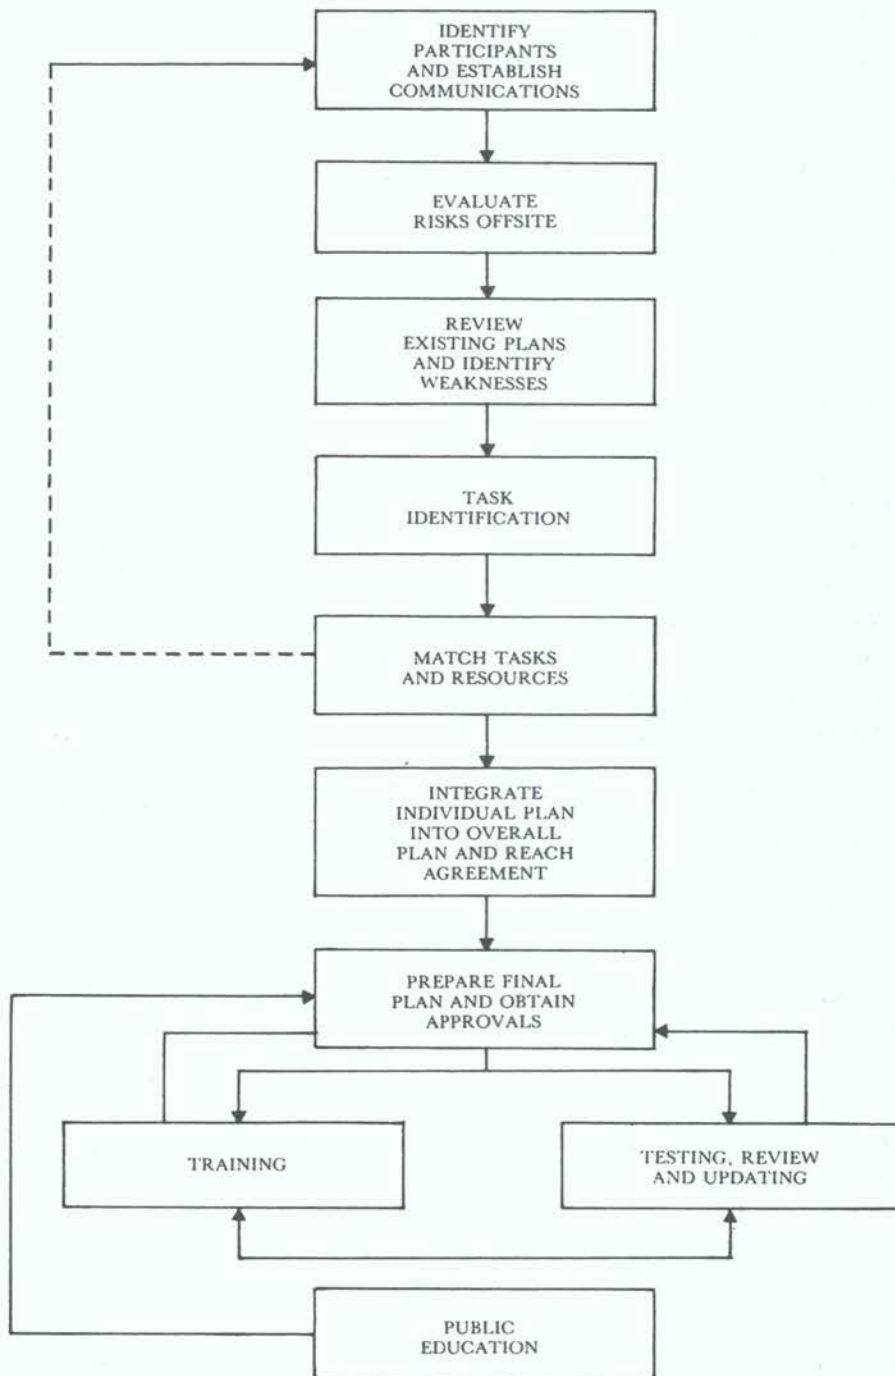 IDENTIFY
PARTICIPANTS
AND ESTABLISH
COMMUNICATIONS
EVALUATE
RISKS OFFSITE
REVIEW
EXISTING PLANS
AND IDENTIFY
WEAKNESSES
TASK
IDENTIFICATION
MATCH TASKS
AND RESOURCES
INTEGRATE
INDIVIDUAL PLAN
INTO OVERALL
PLAN AND REACH
AGREEMENT
PREPARE FINAL
PLAN AND OBTAIN
APPROVALS
TRAINING
TESTING, REVIEW
AND UPDATING
PUBLIC
EDUCATION